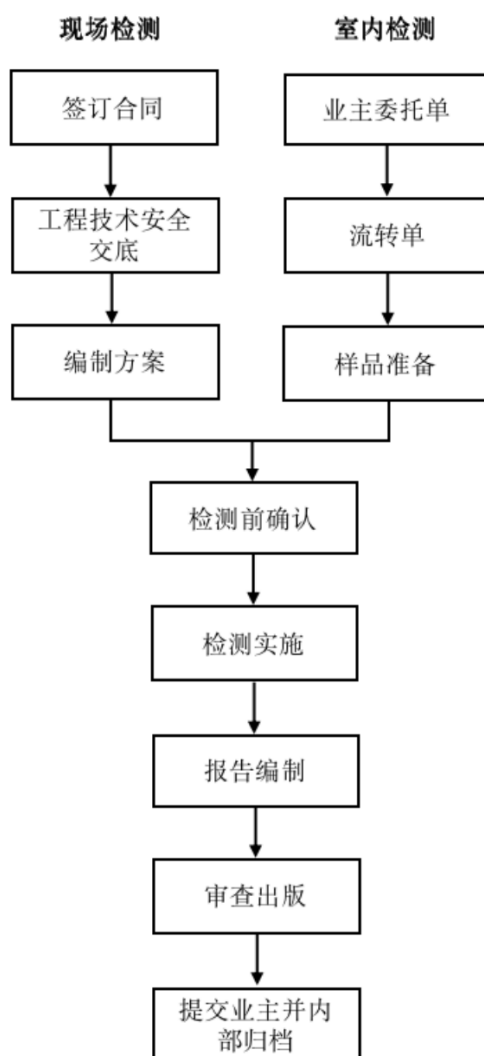 现场检测
室内检测
签订合同
业主委托单
工程技术安全
交底
流转单
编制方案
样品准备
检测前确认
检测实施
报告编制
审查出版
提交业主并内
部归档